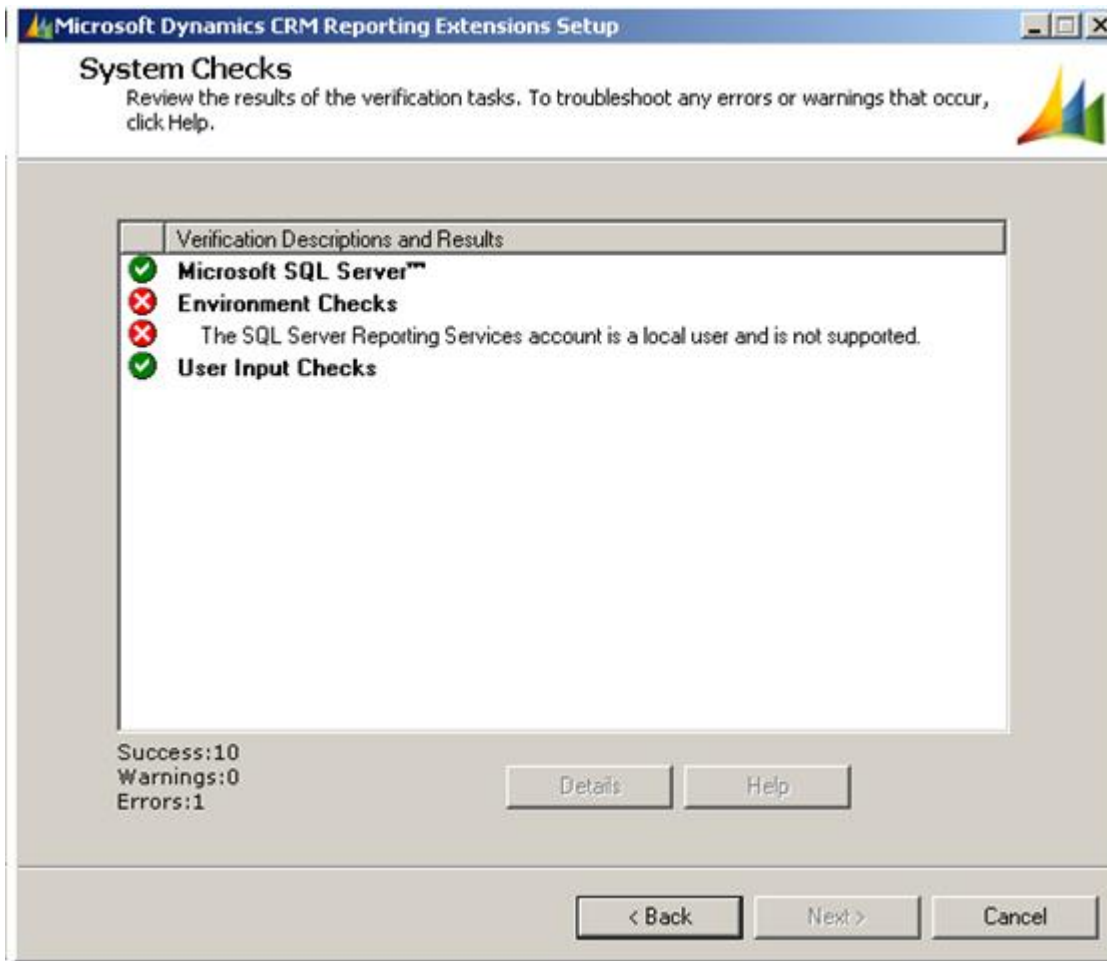 Microsoft Dynamics CRM Reporting Extensions Setup
System Checks
Review the results of the verification tasks. To troubleshoot any errors or warnings that occur,
click Help.
Verification Descriptions and Results
Microsoft SQL Server™
Environment Checks
The SQL Server Reporting Services account is a local user and is not supported.
User Input Checks
Success:10
Warnings:0
Errors:1
Details
Help
< Back
Next >
Cancel